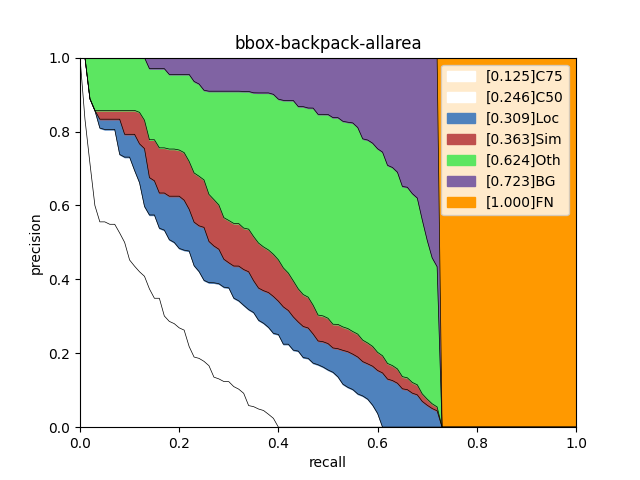 bbox-backpack-allarea
1.0
0.8
0.6
0.4
0.2
0.0
precision
[0.125]C75
[0.246]C50
[0.309]Loc
[0.363]Sim
[0.624]Oth
[0.723]BG
[1.000]FN
0.0 0.2 0.4 0.6 0.8 1.0
recall